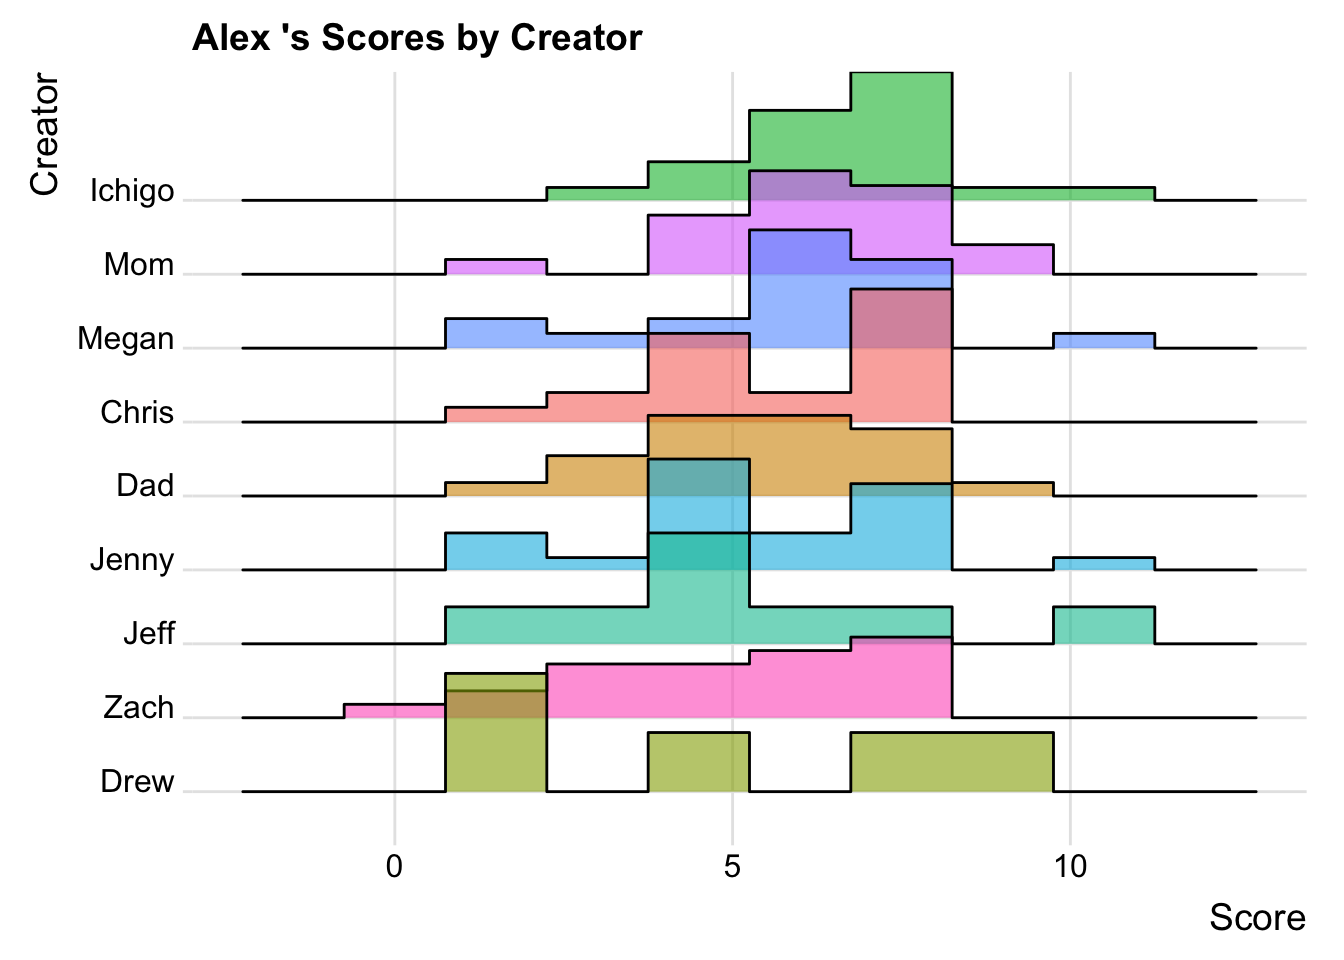 Alex 's Scores by Creator
Creator
Ichigo
Mom
Megan
Chris
Dad
Jenny
Jeff
Zach
Drew
0 5 10
Score